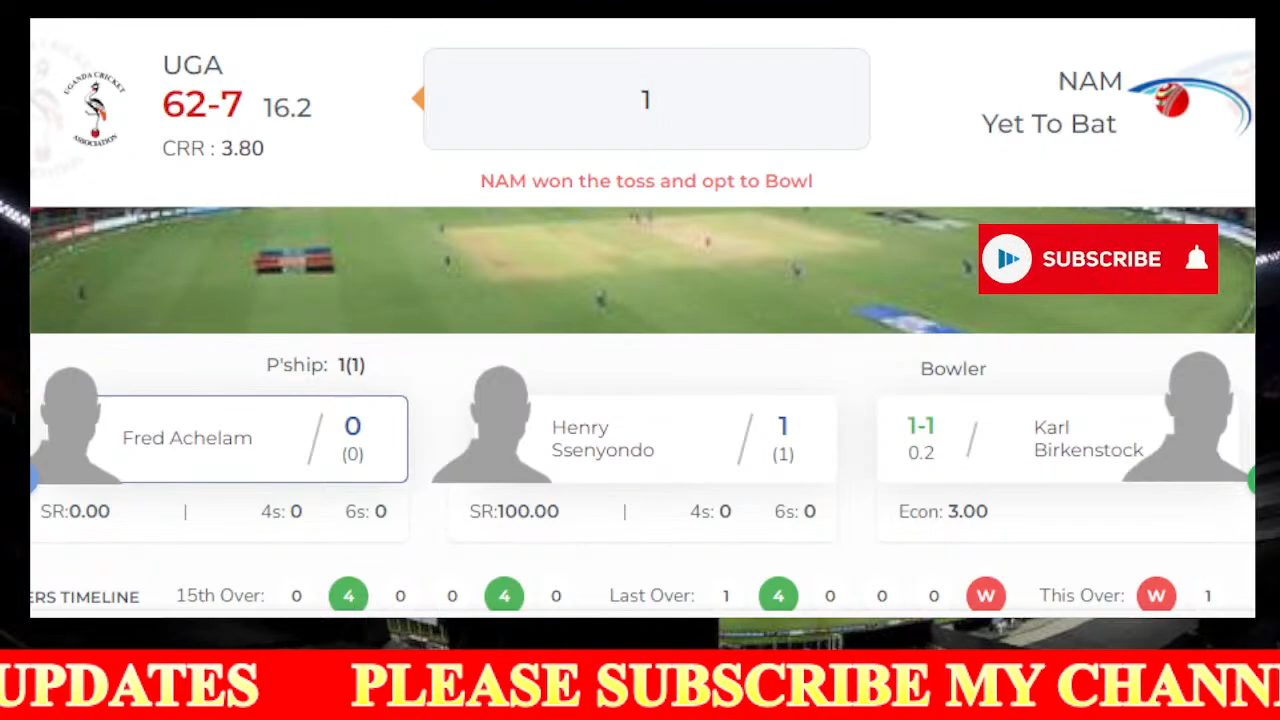 UGANDA CRICKET
ASSOCIATION
UGA
62-7 16.2
CRR : 3.80
1
NAM
Yet To Bat
NAM won the toss and opt to Bowl
SUBSCRIBE
P'ship: 1(1)
Bowler
Fred Achelam
0
(0)
Henry
Ssenyondo
1
(1)
1-1
0.2
Karl
Birkenstock
SR:0.00 | 4s: 0 6s: 0
SR:100.00 | 4s: 0 6s: 0
Econ: 3.00
ERS TIMELINE 15th Over: 0 4 0 0 4 0 Last Over: 1 4 0 0 0 W This Over: W 1
UPDATES PLEASE SUBSCRIBE MY CHANN